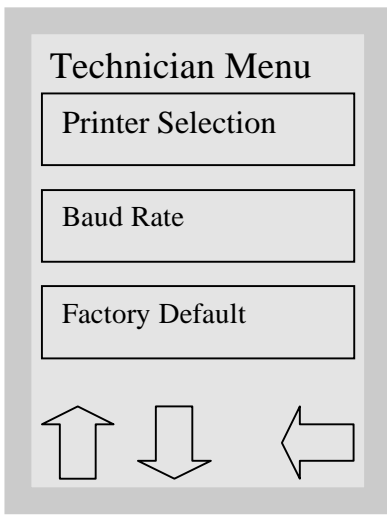 Technician Menu
Printer Selection
Baud Rate
Factory Default